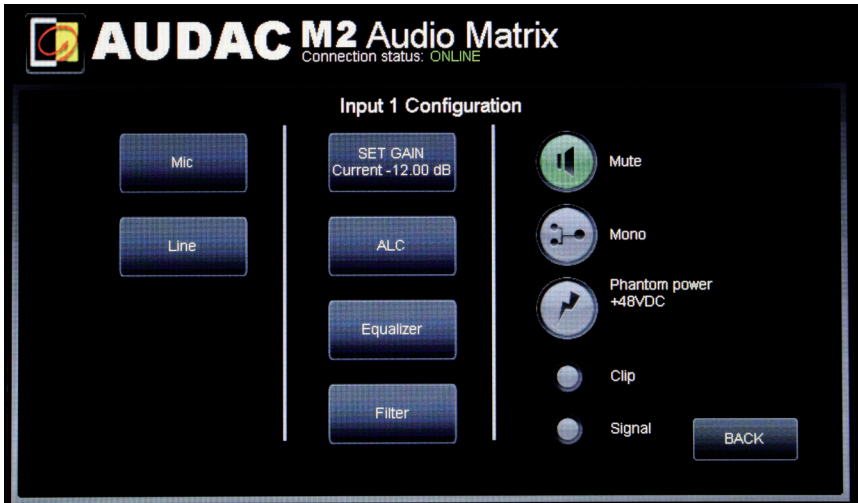 AUDAC M2 Audio Matrix
Connection status: ONLINE
Input 1 Configuration
Mic
Line
SET GAIN
Current -12.00 dB
ALC
Equalizer
Filter
Mute
Mono
Phantom power
+48VDC
Clip
Signal
BACK